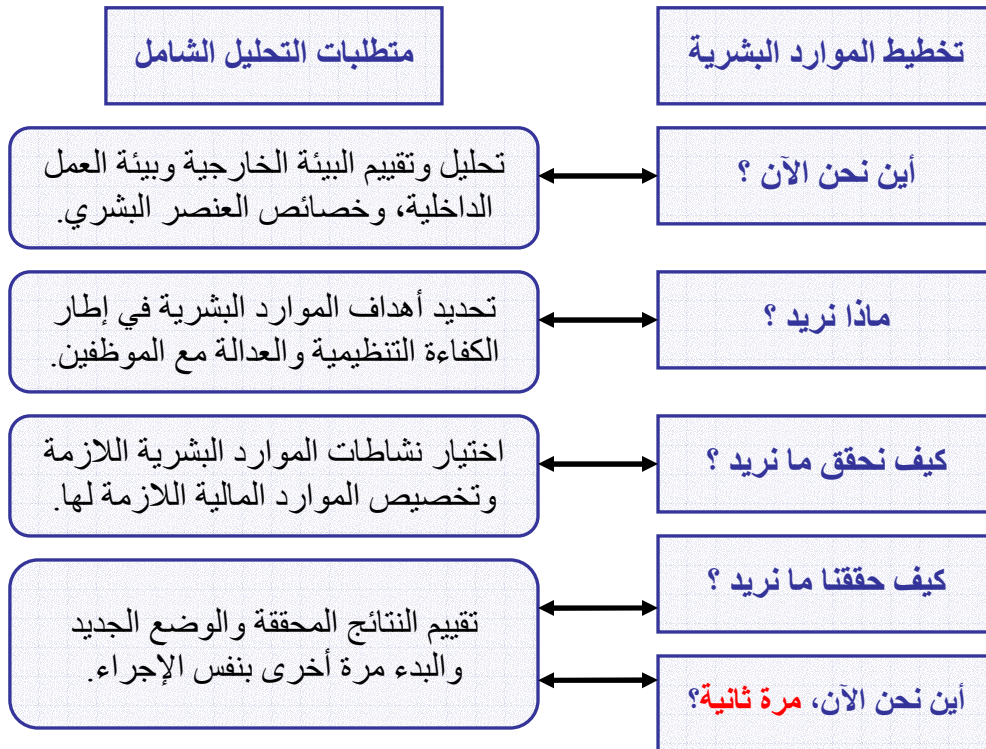 تخطيط الموارد البشرية
متطلبات التحليل الشامل
أين نحن الآن ؟
تحليل وتقييم البيئة الخارجية وبيئة العمل
الداخلية، وخصائص العنصر البشري.
ماذا نريد ؟
تحديد أهداف الموارد البشرية في إطار
الكفاءة التنظيمية والعدالة مع الموظفين.
كيف نحقق ما نريد ؟
اختيار نشاطات الموارد البشرية اللازمة
وتخصيص الموارد المالية اللازمة لها.
كيف حققنا ما نريد ؟
تقييم النتائج المحققة والوضع الجديد
والبدء مرة أخرى بنفس الإجراء.
أين نحن الآن، مرة ثانية؟